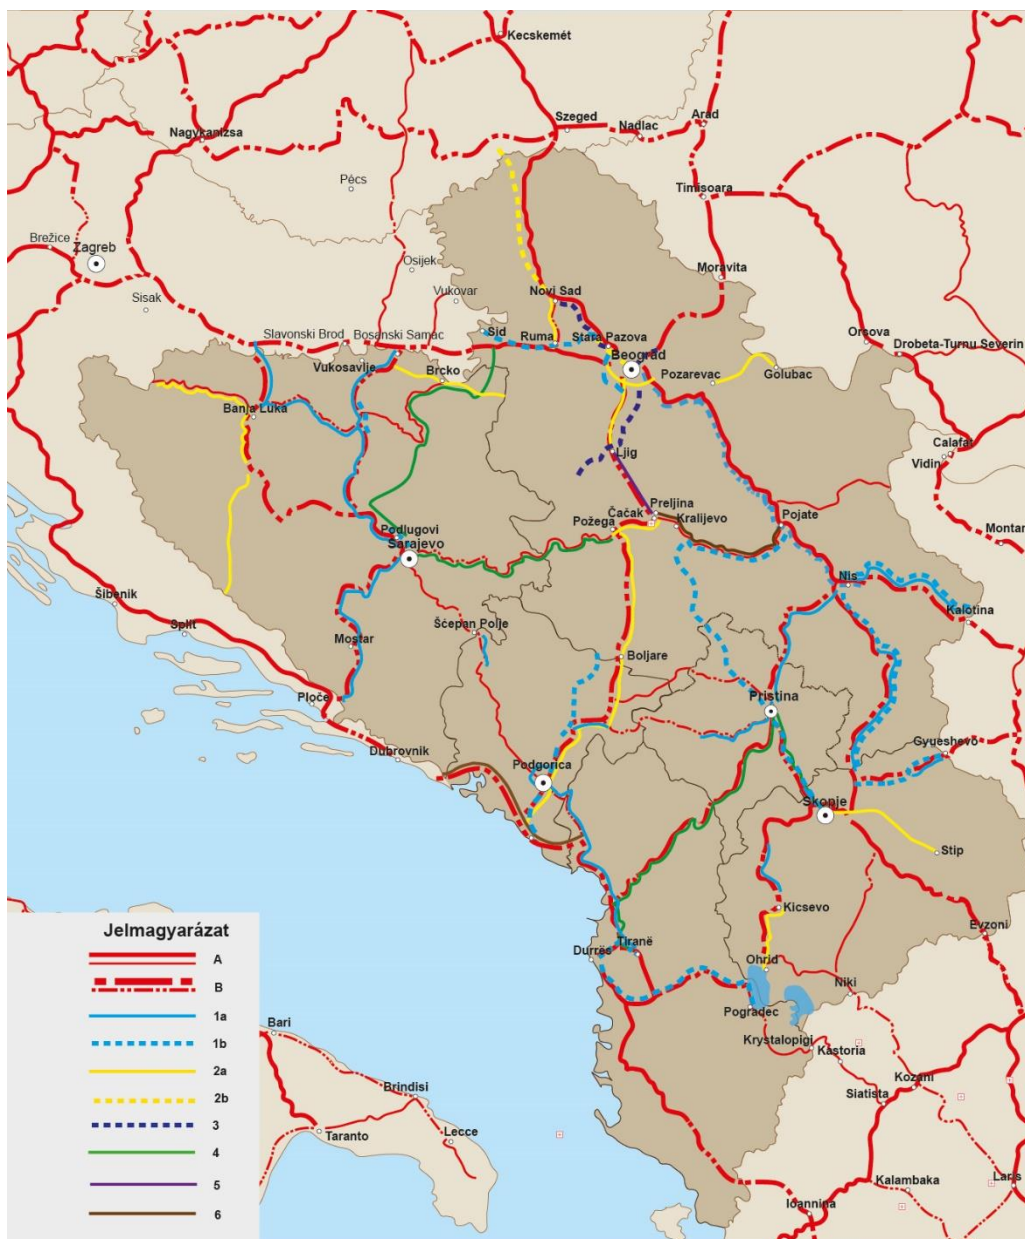 Kecskemét
Szeged
Nadlac
Arad
Nagykanizsa
Pècs
Timisoara
Brežice
Zagreb
Osijek
Moravita
Sisak
Vukovar
Novi Sad
Slavonski Brod
Bosanski Samac
Sid
Ruma
Stara Pazova
Orsova
Drobeta-Turnu Severin
Vukosavlje
Brcko
Beográd
Pozarevac
Golubac
Banja Luka
Calafat
Vidin
Ljig
Preljina
Čačak
Kralijevo
Požega
Pojate
Montan
Podlugovi
Sarajevo
Nis
Kalotina
Šibenik
Split
Mostar
Šćepan Polje
Boljare
Ploče
Pristina
Dubrovnik
Gyueshevo
Podgorica
Skopje
Stip
Kicsevo
Evzoni
Durrës
Tiranë
Ohrid
Niki
Pogradec
Krystalopigi
Kastoria
Kozani
Siatista
Bari
Brindisi
Taranto
Lecce
Kalambaka
Laris
Ioannina
Jelmagyarázat
A
B
1a
1b
2a
2b
3
4
5
6